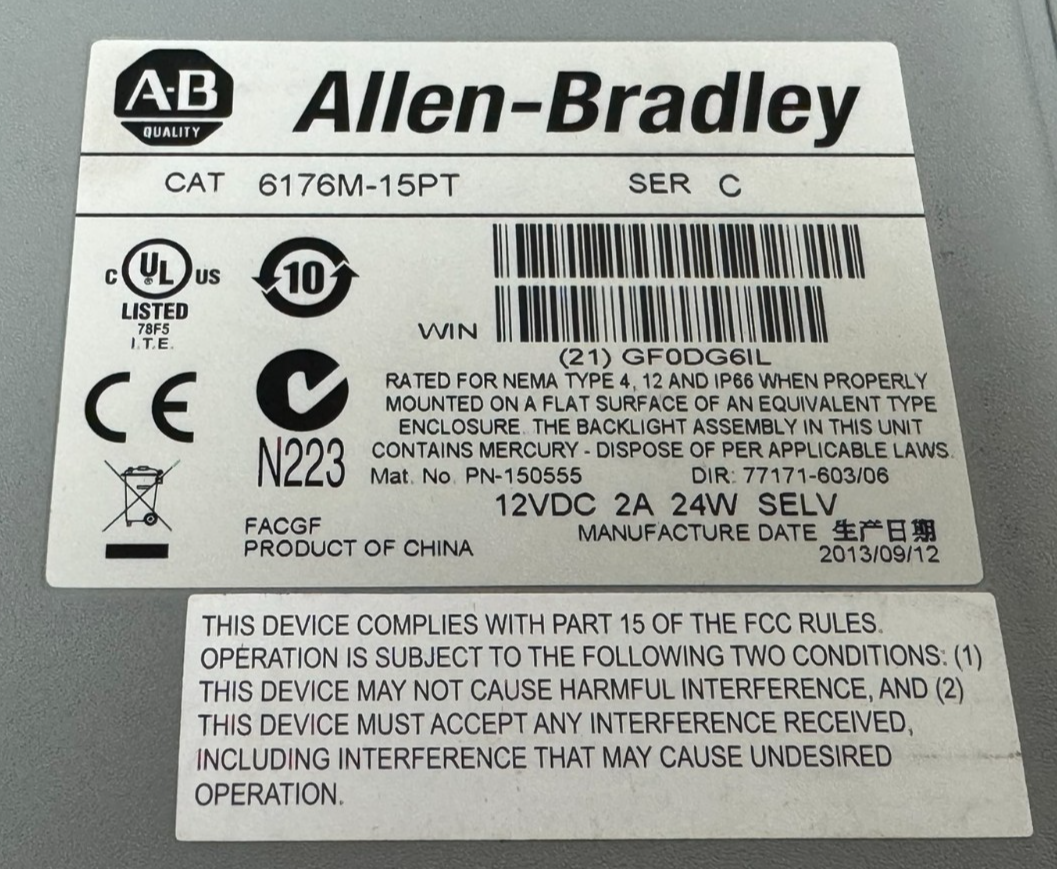 A-B
QUALITY
Allen-Bradley
CAT 6176M-15PT SER C
C UL US
LISTED
78F5
I.T.E.
10
WIN
(21) GF0DG6IL
RATED FOR NEMA TYPE 4, 12 AND IP66 WHEN PROPERLY
MOUNTED ON A FLAT SURFACE OF AN EQUIVALENT TYPE
ENCLOSURE. THE BACKLIGHT ASSEMBLY IN THIS UNIT
CONTAINS MERCURY - DISPOSE OF PER APPLICABLE LAWS.
CE
N223
Mat. No. PN-150555 DIR: 77171-603/06
12VDC 2A 24W SELV
FACGF
PRODUCT OF CHINA
MANUFACTURE DATE 生产日期
2013/09/12
THIS DEVICE COMPLIES WITH PART 15 OF THE FCC RULES.
OPERATION IS SUBJECT TO THE FOLLOWING TWO CONDITIONS: (1)
THIS DEVICE MAY NOT CAUSE HARMFUL INTERFERENCE, AND (2)
THIS DEVICE MUST ACCEPT ANY INTERFERENCE RECEIVED,
INCLUDING INTERFERENCE THAT MAY CAUSE UNDESIRED
OPERATION.